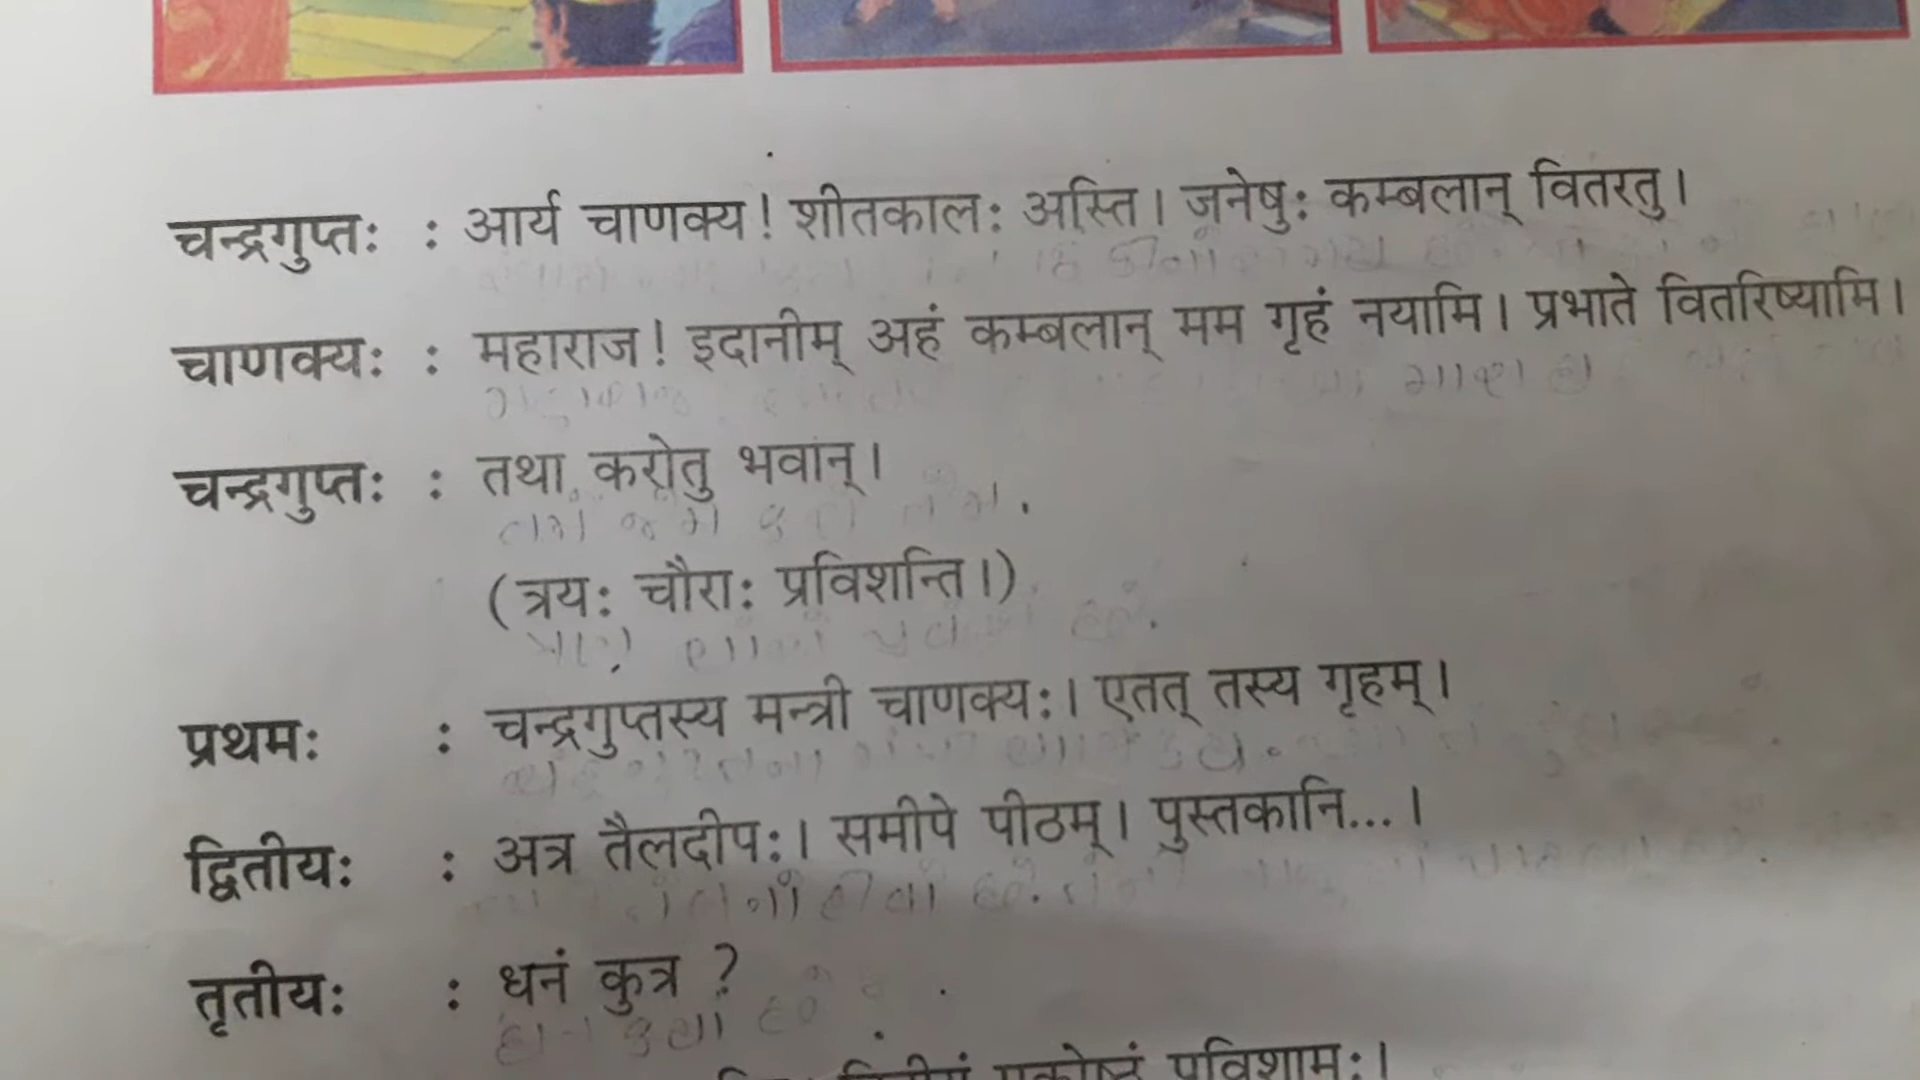 चन्द्रगुप्तः : आर्य चाणक्य! शीतकालः अस्ति। जनेषुः कम्बलान् वितरतु।
चाणक्यः : महाराज! इदानीम् अहं कम्बलान् मम गृहं नयामि। प्रभाते वितरिष्यामि।
चन्द्रगुप्तः : तथा करोतु भवान्।
(त्रयः चौराः प्रविशन्ति।)
प्रथमः : चन्द्रगुप्तस्य मन्त्री चाणक्यः। एतत् तस्य गृहम्।
द्वितीयः : अत्र तैलदीपः। समीपे पीठम्। पुस्तकानि...।
तृतीयः : धनं कुत्र ?
प्रविशामः।